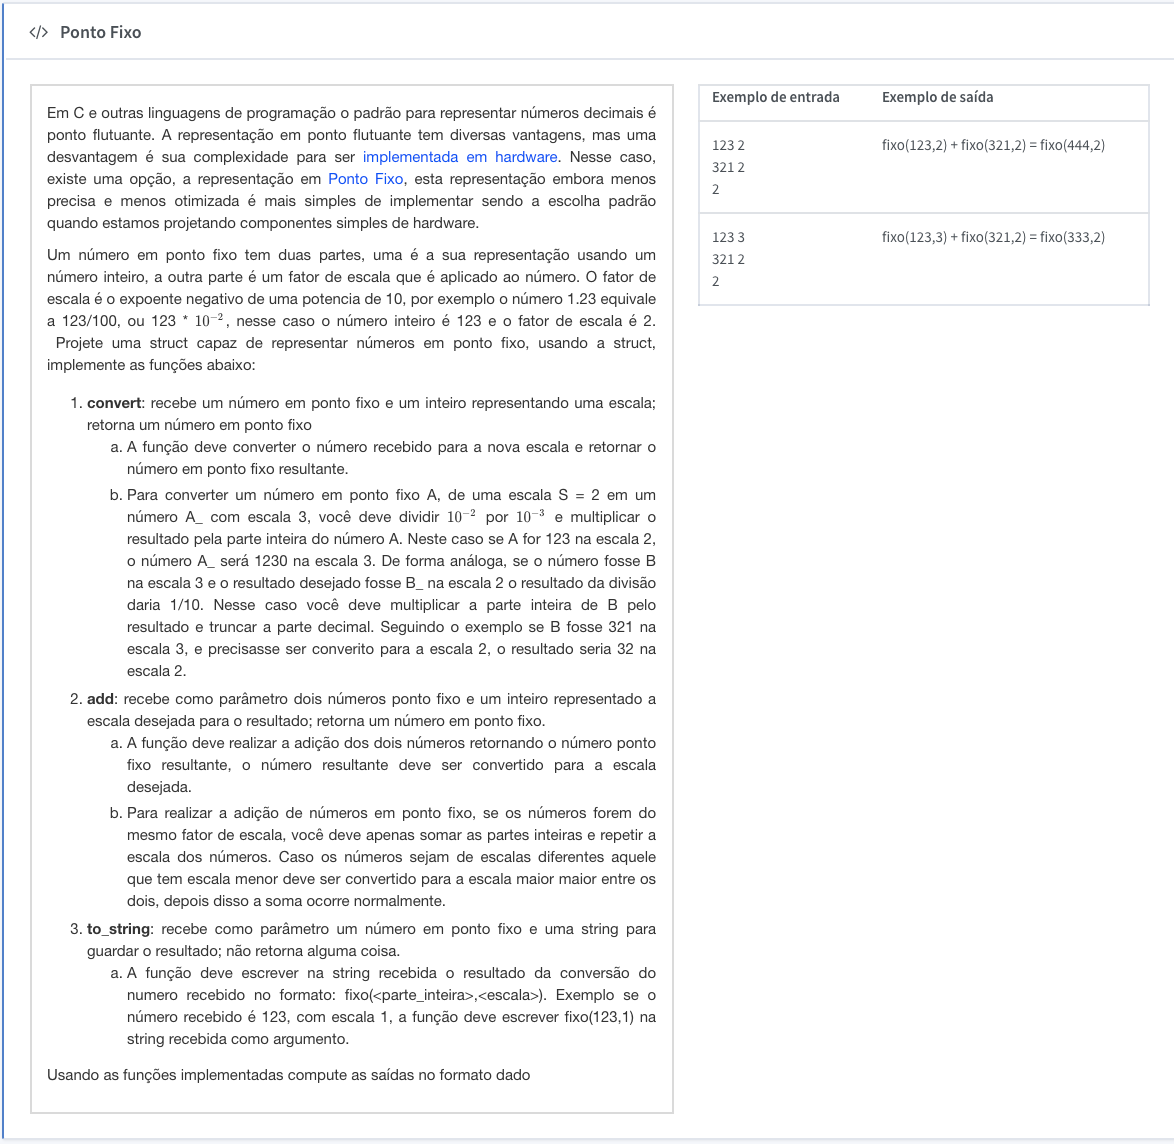 </> Ponto Fixo
Em C e outras linguagens de programação o padrão para representar números decimais é
ponto flutuante. A representação em ponto flutuante tem diversas vantagens, mas uma
desvantagem é sua complexidade para ser implementada em hardware. Nesse caso,
existe uma opção, a representação em Ponto Fixo, esta representação embora menos
precisa e menos otimizada é mais simples de implementar sendo a escolha padrão
quando estamos projetando componentes simples de hardware.
Um número em ponto fixo tem duas partes, uma é a sua representação usando um
número inteiro, a outra parte é um fator de escala que é aplicado ao número. O fator de
escala é o expoente negativo de uma potencia de 10, por exemplo o número 1.23 equivale
a 123/100, ou 123 * 10⁻², nesse caso o número inteiro é 123 e o fator de escala é 2.
Projete uma struct capaz de representar números em ponto fixo, usando a struct,
implemente as funções abaixo:
1. convert: recebe um número em ponto fixo e um inteiro representando uma escala;
retorna um número em ponto fixo
a. A função deve converter o número recebido para a nova escala e retornar o
número em ponto fixo resultante.
b. Para converter um número em ponto fixo A, de uma escala S = 2 em um
número A_ com escala 3, você deve dividir 10⁻² por 10⁻³ e multiplicar o
resultado pela parte inteira do número A. Neste caso se A for 123 na escala 2,
o número A_ será 1230 na escala 3. De forma análoga, se o número fosse B
na escala 3 e o resultado desejado fosse B_ na escala 2 o resultado da divisão
daria 1/10. Nesse caso você deve multiplicar a parte inteira de B pelo
resultado e truncar a parte decimal. Seguindo o exemplo se B fosse 321 na
escala 3, e precisasse ser converito para a escala 2, o resultado seria 32 na
escala 2.
2. add: recebe como parâmetro dois números ponto fixo e um inteiro representado a
escala desejada para o resultado; retorna um número em ponto fixo.
a. A função deve realizar a adição dos dois números retornando o número ponto
fixo resultante, o número resultante deve ser convertido para a escala
desejada.
b. Para realizar a adição de números em ponto fixo, se os números forem do
mesmo fator de escala, você deve apenas somar as partes inteiras e repetir a
escala dos números. Caso os números sejam de escalas diferentes aquele
que tem escala menor deve ser convertido para a escala maior maior entre os
dois, depois disso a soma ocorre normalmente.
3. to_string: recebe como parâmetro um número em ponto fixo e uma string para
guardar o resultado; não retorna alguma coisa.
a. A função deve escrever na string recebida o resultado da conversão do
numero recebido no formato: fixo(<parte_inteira>,<escala>). Exemplo se o
número recebido é 123, com escala 1, a função deve escrever fixo(123,1) na
string recebida como argumento.
Usando as funções implementadas compute as saídas no formato dado
Exemplo de entrada Exemplo de saída
123 2 fixo(123,2) + fixo(321,2) = fixo(444,2)
321 2
2
123 3 fixo(123,3) + fixo(321,2) = fixo(333,2)
321 2
2